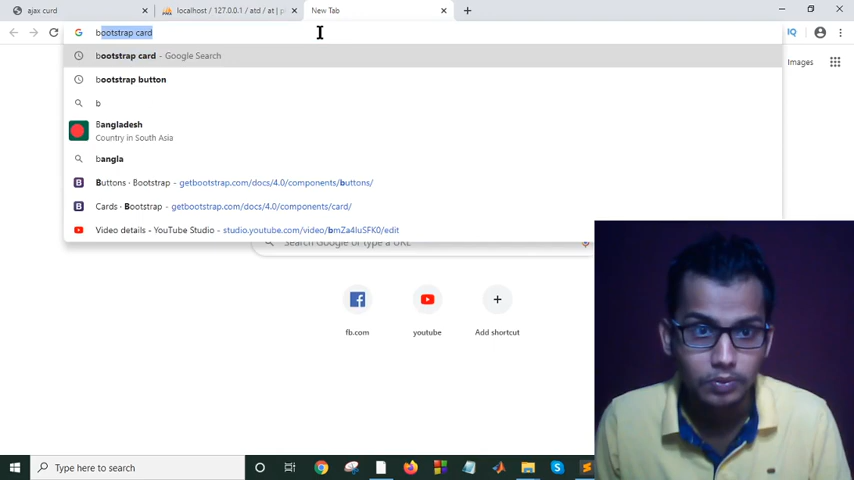 ajax curd
localhost / 127.0.0.1 / atd / at | p
New Tab
bootstrap card
IQ
bootstrap card - Google Search
Images
bootstrap button
b
Bangladesh
Country in South Asia
bangla
Buttons · Bootstrap - getbootstrap.com/docs/4.0/components/buttons/
Cards · Bootstrap - getbootstrap.com/docs/4.0/components/card/
Video details - YouTube Studio - studio.youtube.com/video/bmZa4luSFK0/edit
Search Google or type a URL
fb.com
youtube
Add shortcut
Type here to search